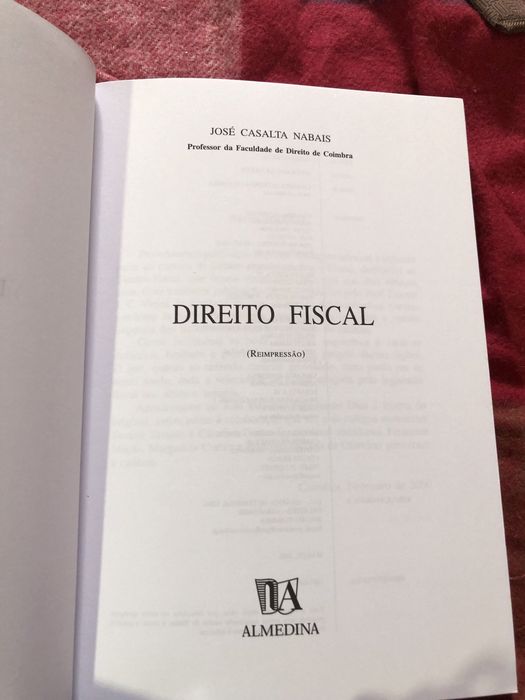 JOSÉ CASALTA NABAIS
Professor da Faculdade de Direito de Coimbra
DIREITO FISCAL
(REIMPRESSÃO)
ALMEDINA